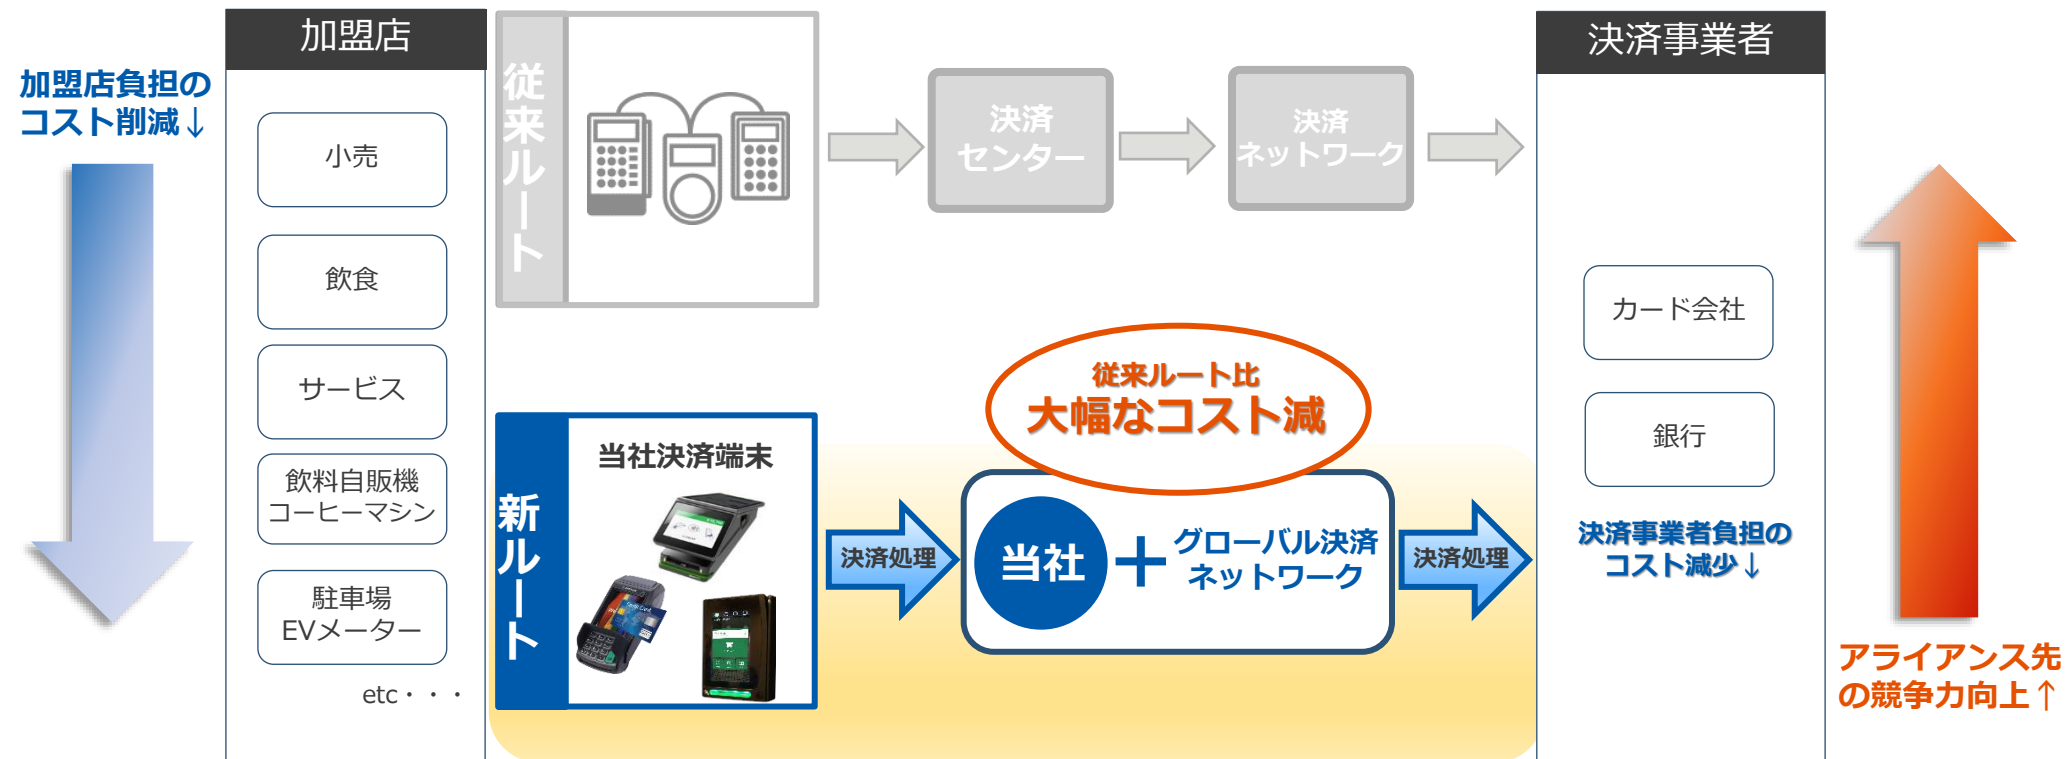 加盟店負担の
コスト削減↓
加盟店
小売
飲食
サービス
飲料自販機
コーヒーマシン
駐車場
EVメーター
etc・・・
従来ルート
決済
センター
決済
ネットワーク
新ルート
当社決済端末
決済処理
従来ルート比
大幅なコスト減
当社
+
グローバル決済
ネットワーク
決済処理
決済事業者
カード会社
銀行
決済事業者負担の
コスト減少↓
アライアンス先
の競争力向上↑